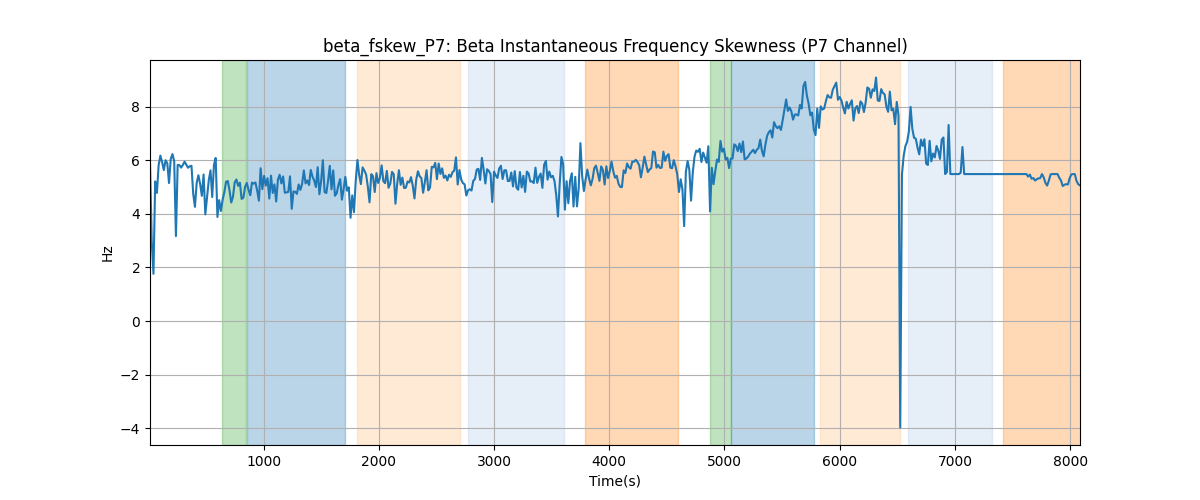 beta_fskew_P7: Beta Instantaneous Frequency Skewness (P7 Channel)
8
6
4
2
0
−2
−4
Hz
1000 2000 3000 4000 5000 6000 7000 8000
Time(s)